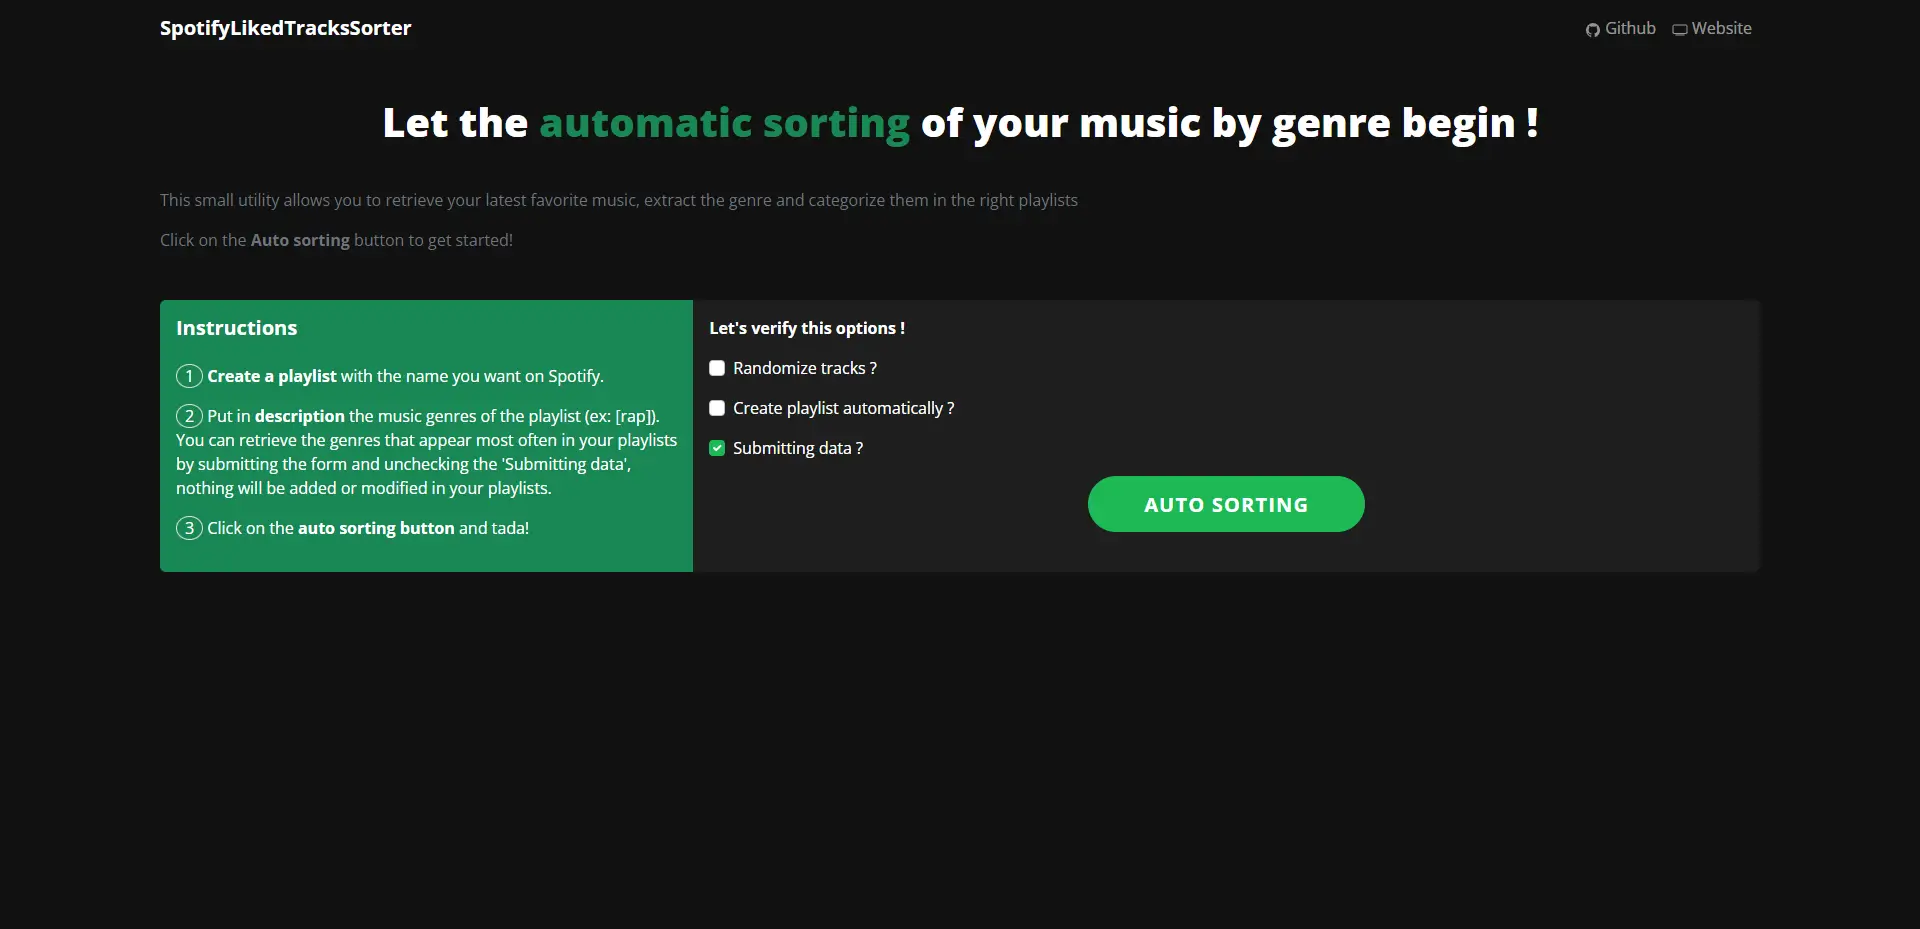 SpotifyLikedTracksSorter
Github
Website
Let the automatic sorting of your music by genre begin !
This small utility allows you to retrieve your latest favorite music, extract the genre and categorize them in the right playlists
Click on the Auto sorting button to get started!
Instructions
1 Create a playlist with the name you want on Spotify.
2 Put in description the music genres of the playlist (ex: [rap]).
You can retrieve the genres that appear most often in your playlists
by submitting the form and unchecking the 'Submitting data',
nothing will be added or modified in your playlists.
3 Click on the auto sorting button and tada!
Let's verify this options !
Randomize tracks ?
Create playlist automatically ?
Submitting data ?
AUTO SORTING